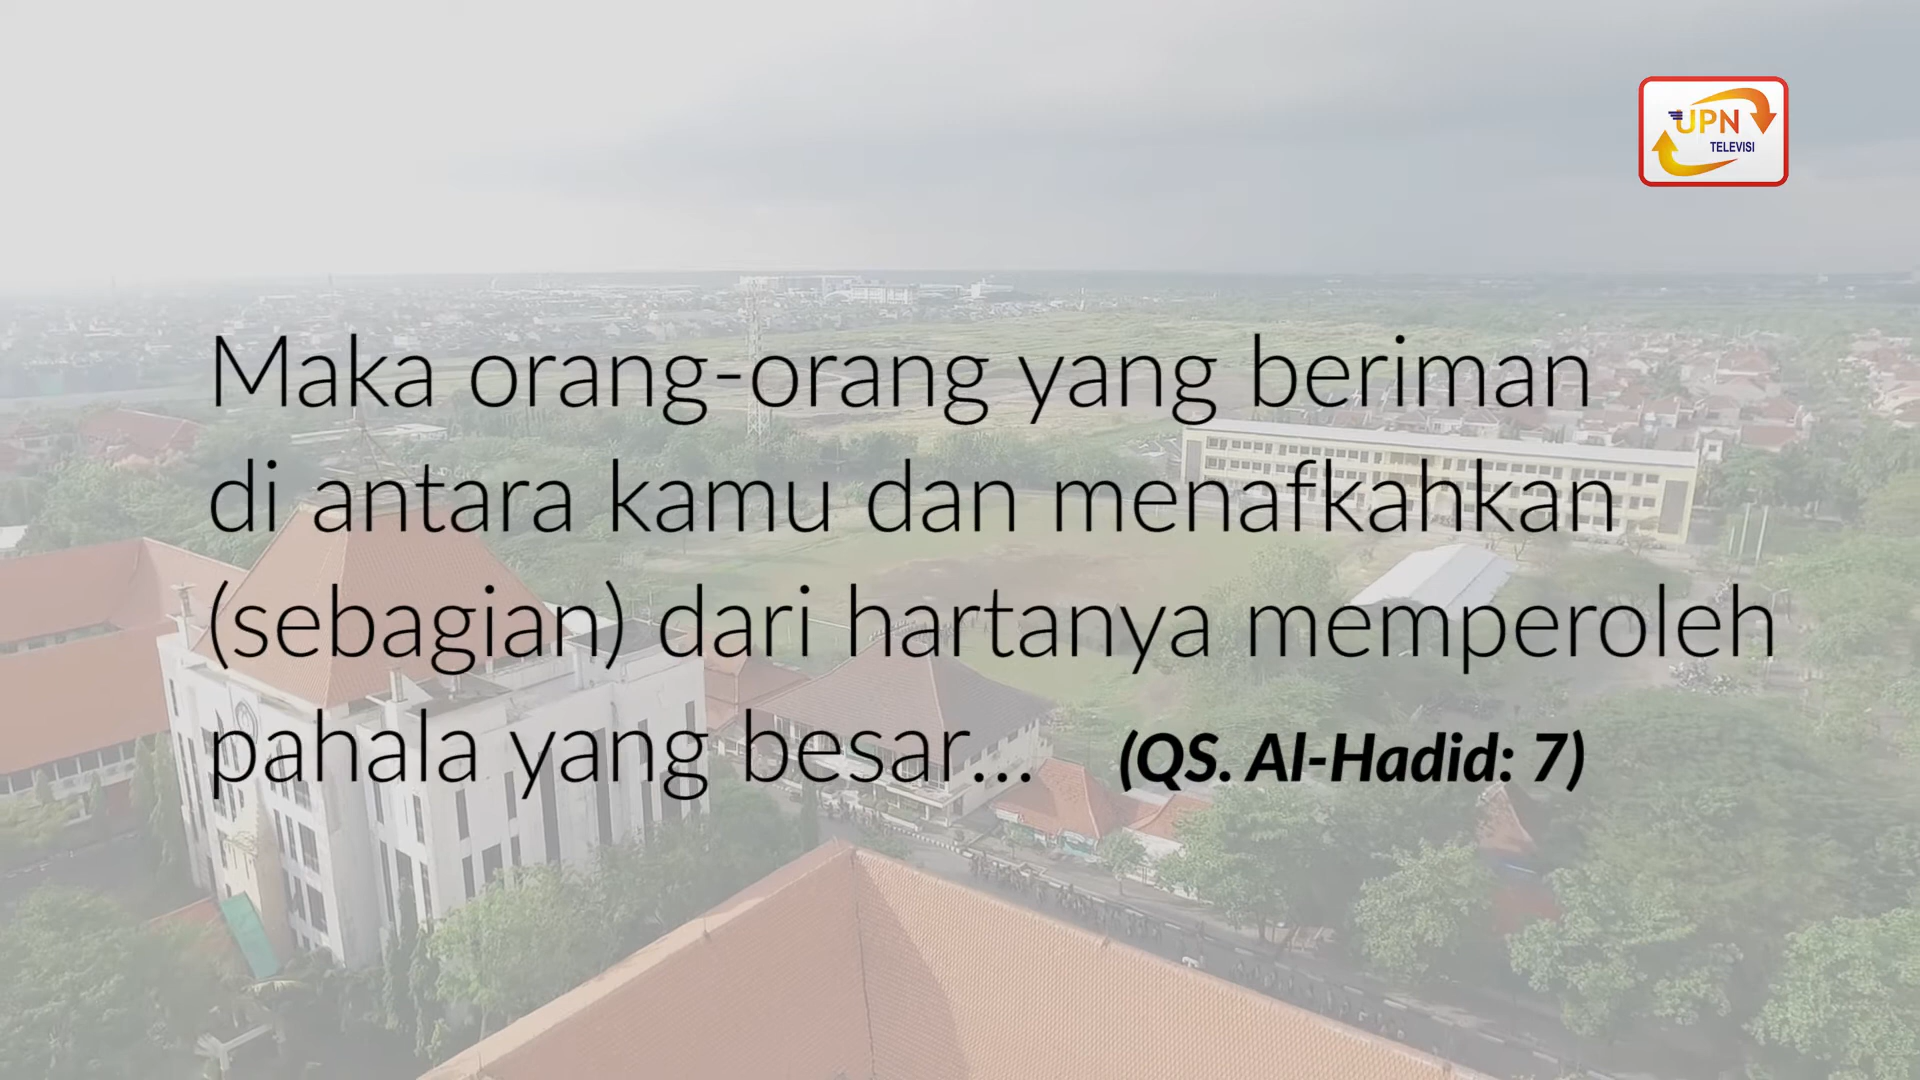 UPN
TELEVISI
Maka orang-orang yang beriman
di antara kamu dan menafkahkan
(sebagian) dari hartanya memperoleh
pahala yang besar... (QS. Al-Hadid: 7)